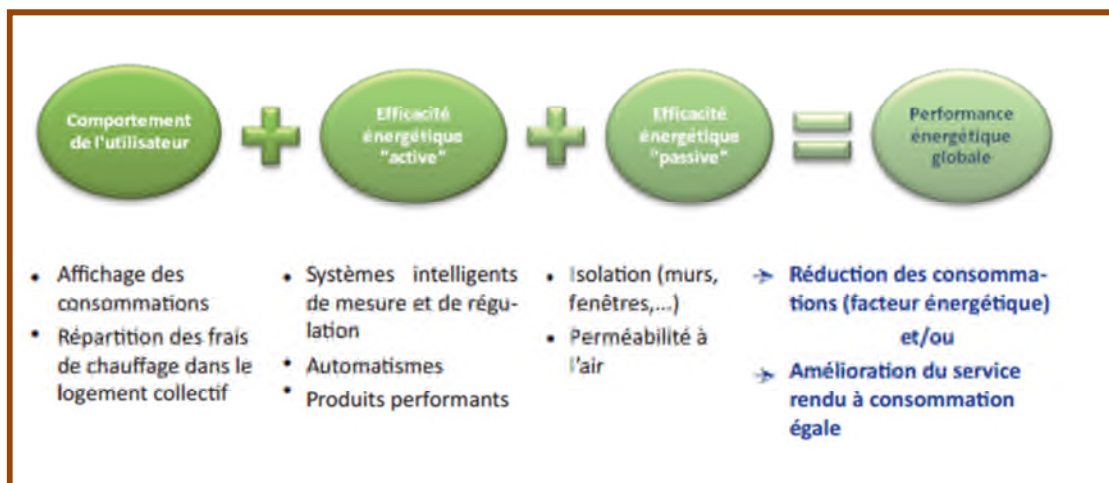 Comportement
de l'utilisateur
Efficacité
énergétique
"active"
Efficacité
énergétique
"passive"
Performance
énergétique
globale
• Affichage des
consommations
• Répartition des frais
de chauffage dans le
logement collectif
• Systèmes intelligents
de mesure et de régu-
lation
• Automatismes
• Produits performants
• Isolation (murs,
fenêtres,...)
• Perméabilité à
l'air
Réduction des consomma-
tions (facteur énergétique)
et/ou
Amélioration du service
rendu à consommation
égale